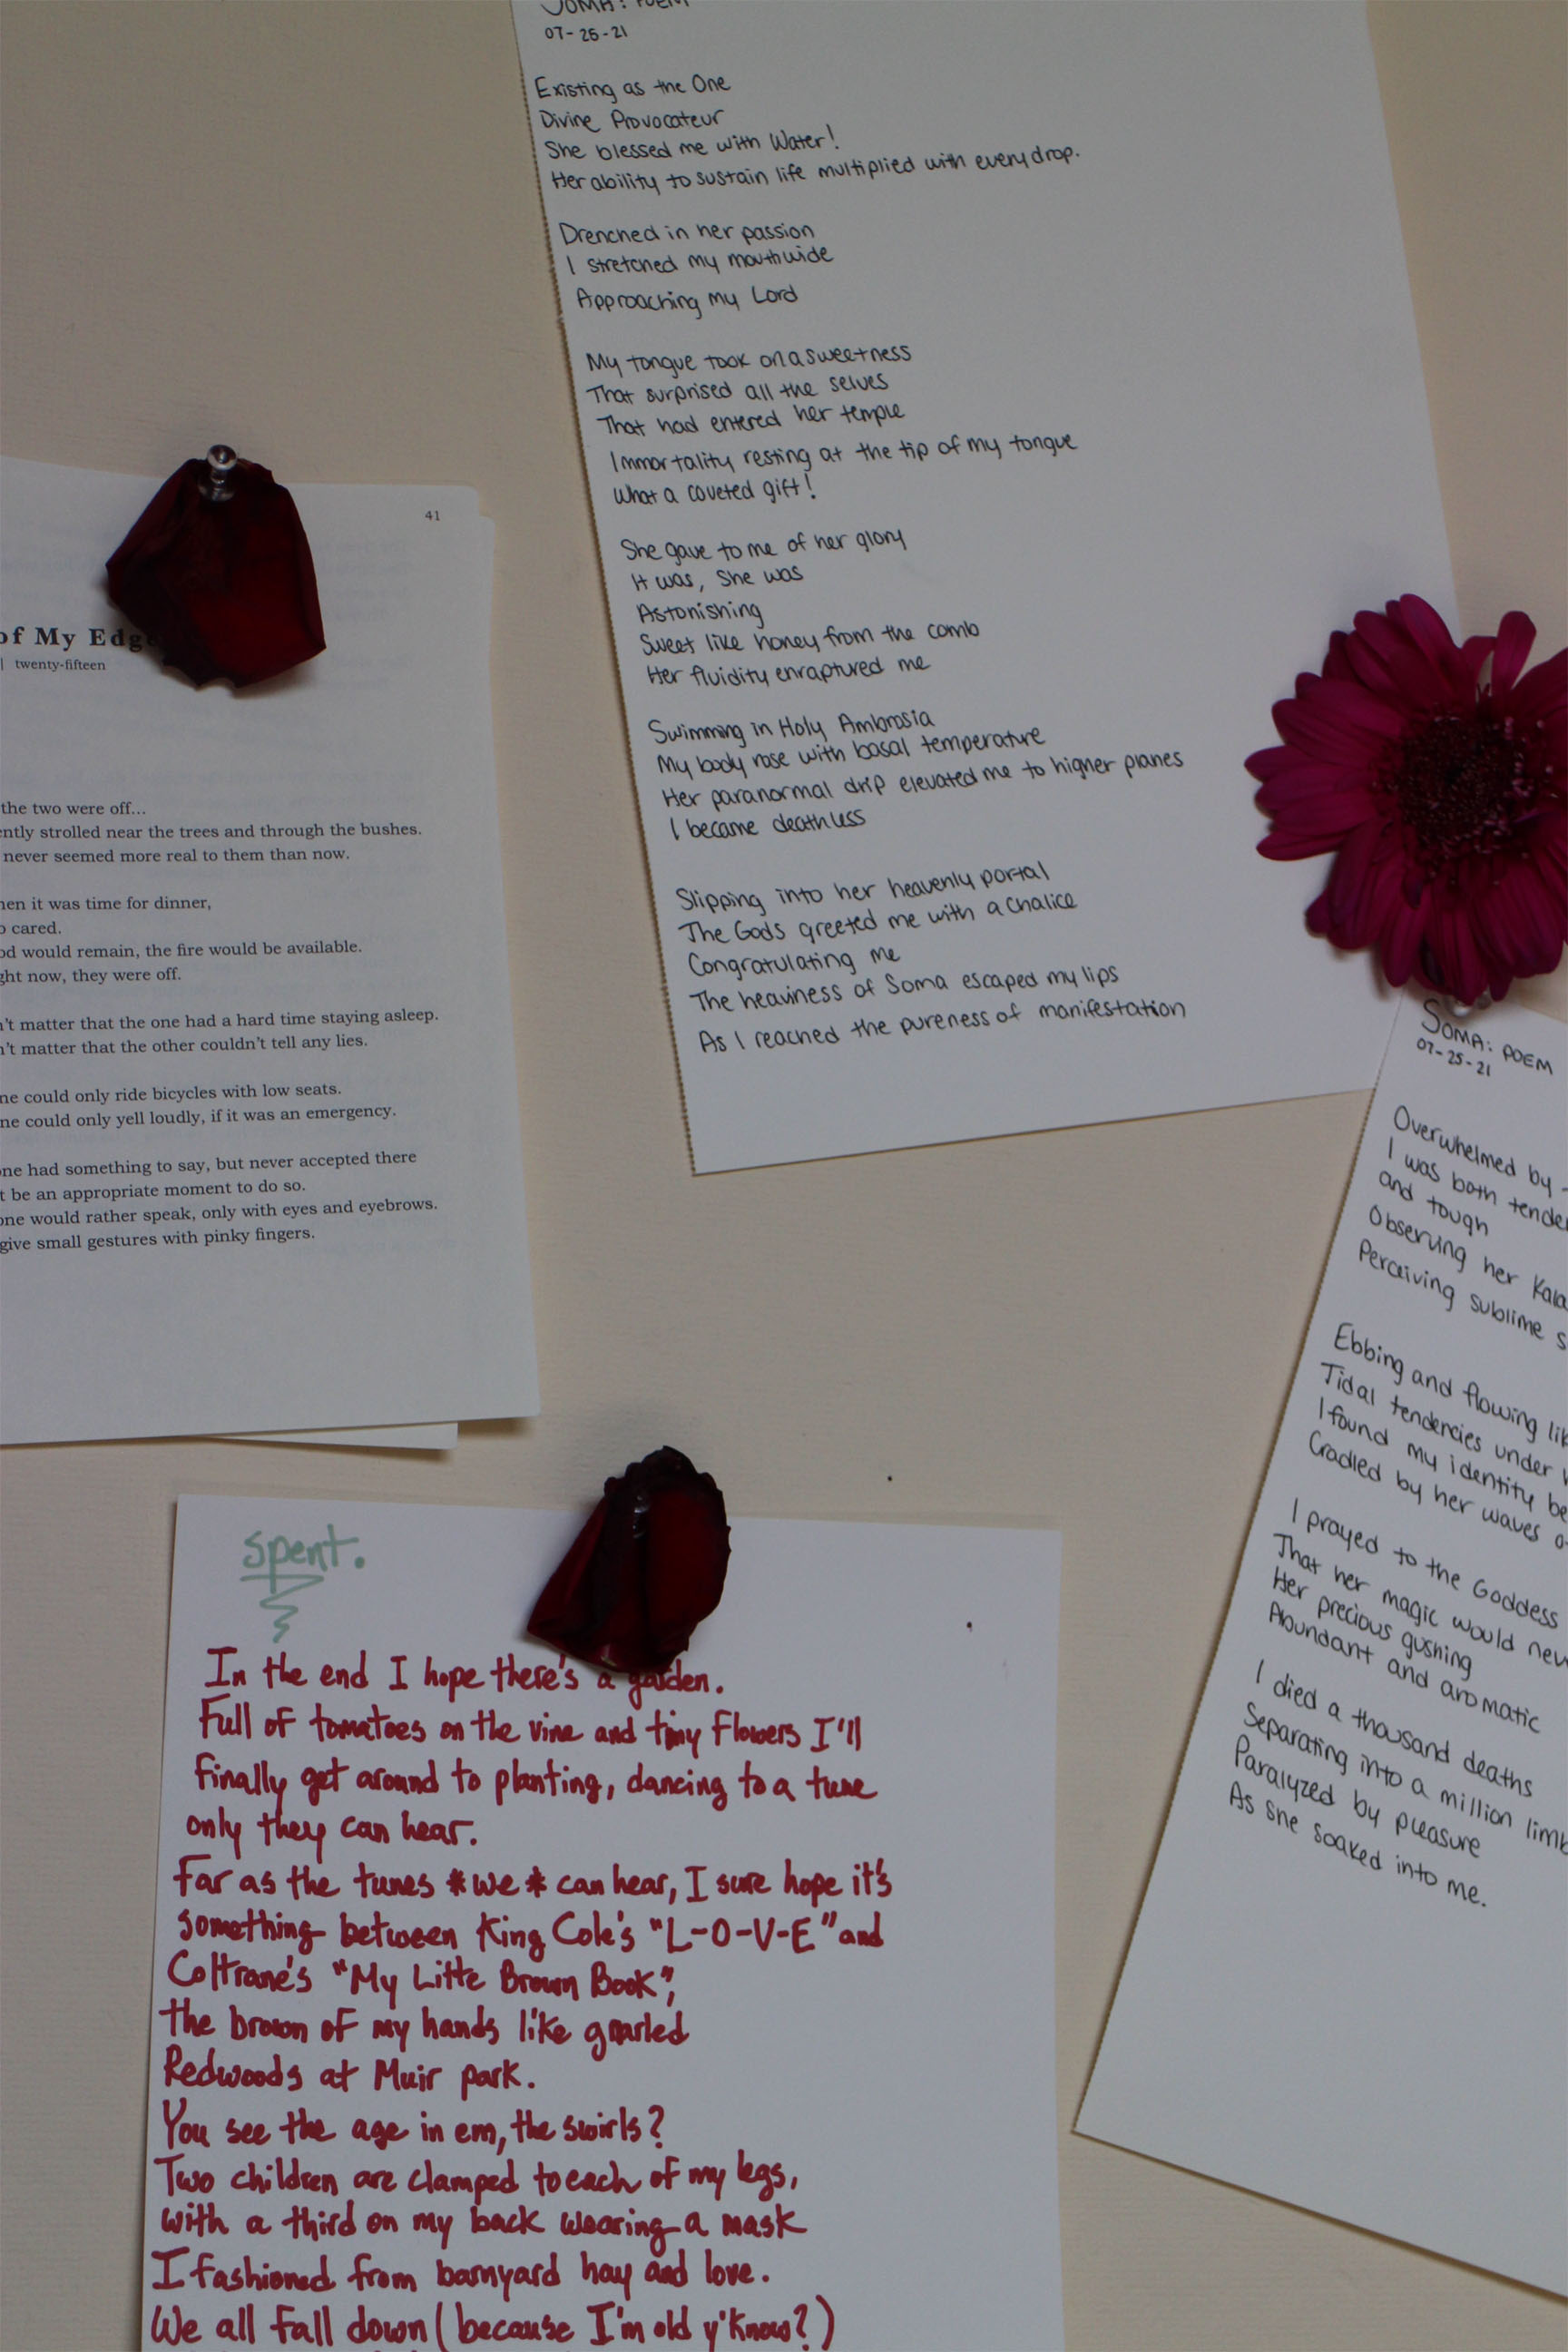 SOMA: POEM
07-25-21
Existing as the One
Divine Provocateur
She blessed me with Water!
Her ability to sustain life multiplied with every drop.
Drenched in her passion
I stretched my mouth wide
Approaching my Lord
My tongue took on a sweetness
That surprised all the selves
That had entered her temple
Immortality resting at the tip of my tongue
What a coveted gift!
She gave to me of her glory
It was, She was
Astonishing
Sweet like honey from the comb
Her fluidity enraptured me
Swimming in Holy Ambrosia
My body rose with basal temperature
Her paranormal drip elevated me to higher planes
I became deathless
Slipping into her heavenly portal
The Gods greeted me with a chalice
Congratulating me
The heaviness of Soma escaped my lips
As I reached the pureness of manifestation
41
of My Edge
| twenty-fifteen
the two were off...
ently strolled near the trees and through the bushes.
never seemed more real to them than now.
hen it was time for dinner,
o cared.
od would remain, the fire would be available.
ght now, they were off.
n't matter that the one had a hard time staying asleep.
n't matter that the other couldn't tell any lies.
ne could only ride bicycles with low seats.
ne could only yell loudly, if it was an emergency.
one had something to say, but never accepted there
t be an appropriate moment to do so.
one would rather speak, only with eyes and eyebrows.
give small gestures with pinky fingers.
SOMA: POEM
07-25-21
Overwhelmed by
I was both tender
and tough
Observing her Kala
Perceiving sublime s
Ebbing and flowing lik
Tidal tendencies under
I found my identity be
Cradled by her waves o
I prayed to the Goddess
That her magic would nev
Her precious gushing
Abundant and aromatic
I died a thousand deaths
Separating into a million limb
Paralyzed by pleasure
As she soaked into me.
spent.
In the end I hope there's a garden.
Full of tomatoes on the vine and tiny flowers I'll
finally get around to planting, dancing to a tune
only they can hear.
Far as the tunes *we* can hear, I sure hope it's
something between King Cole's "L-O-V-E" and
Coltrane's "My Litte Brown Book",
the brown of my hands like gnarled
Redwoods at Muir park.
You see the age in em, the swirls?
Two children are clamped to each of my legs,
with a third on my back wearing a mask
I fashioned from barnyard hay and love.
We all fall down (because I'm old y'know?)